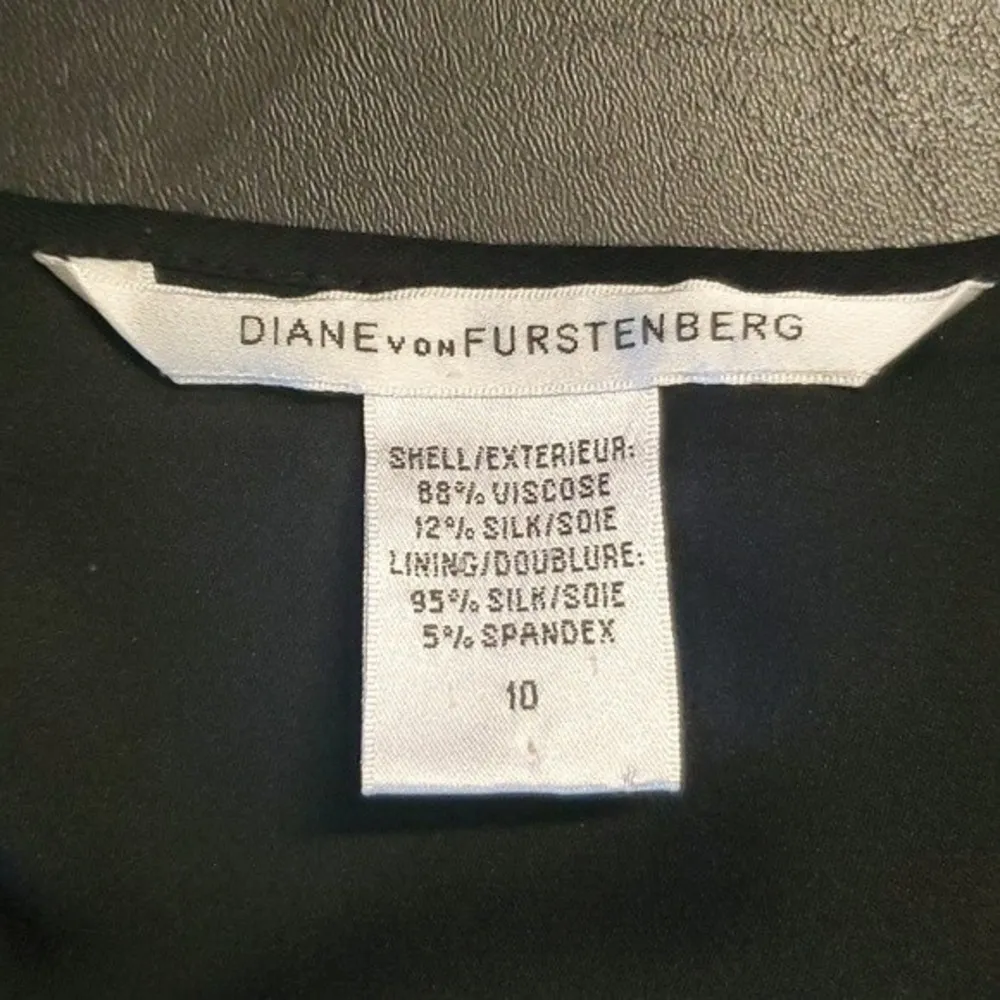 DIANE VON FURSTENBERG
SHELL/EXTERIEUR:
88% VISCOSE
12% SILK/SOIE
LINING/DOUBLURE:
95% SILK/SOIE
5% SPANDEX
10